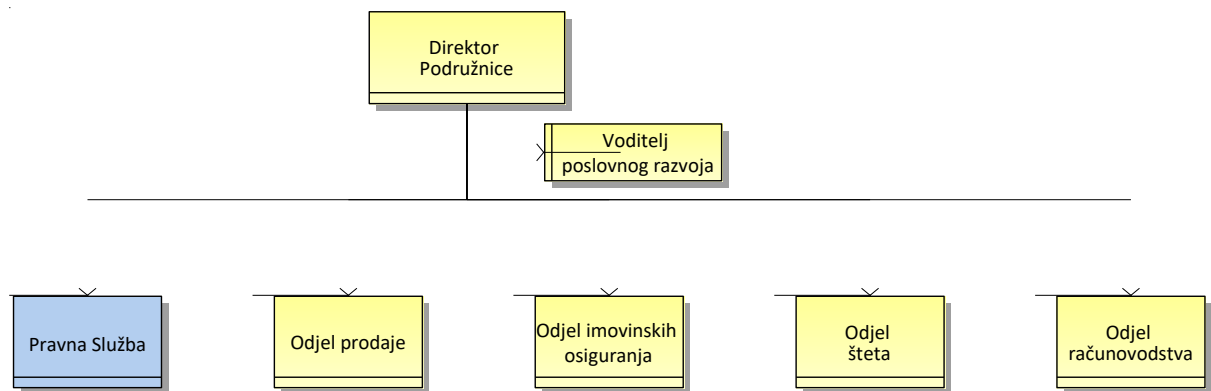 Direktor
Podružnice
Voditelj
poslovnog razvoja
Pravna Služba
Odjel prodaje
Odjel imovinskih
osiguranja
Odjel
šteta
Odjel
računovodstva